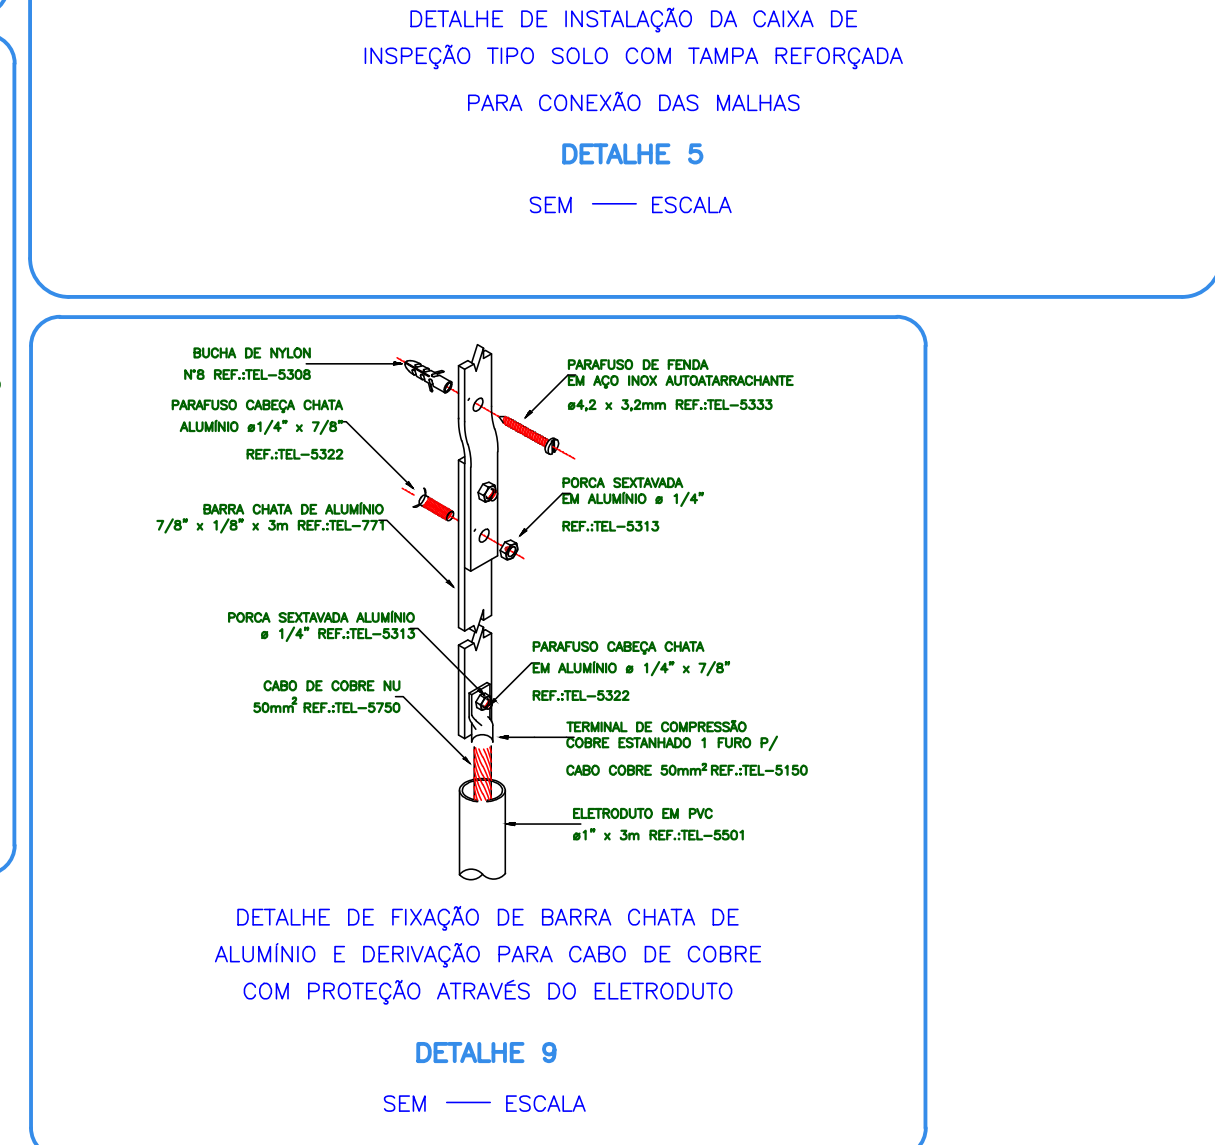 DETALHE DE INSTALAÇÃO DA CAIXA DE
INSPEÇÃO TIPO SOLO COM TAMPA REFORÇADA
PARA CONEXÃO DAS MALHAS
DETALHE 5
SEM — ESCALA
BUCHA DE NYLON
N°8 REF.:TEL-5308
PARAFUSO CABEÇA CHATA
ALUMÍNIO ø1/4" x 7/8"
REF.:TEL-5322
BARRA CHATA DE ALUMÍNIO
7/8" x 1/8" x 3m REF.:TEL-771
PORCA SEXTAVADA ALUMÍNIO
ø 1/4" REF.:TEL-5313
CABO DE COBRE NU
50mm² REF.:TEL-5750
PARAFUSO DE FENDA
EM AÇO INOX AUTOATARRACHANTE
ø4,2 x 3,2mm REF.:TEL-5333
PORCA SEXTAVADA
EM ALUMÍNIO ø 1/4"
REF.:TEL-5313
PARAFUSO CABEÇA CHATA
EM ALUMÍNIO ø 1/4" x 7/8"
REF.:TEL-5322
TERMINAL DE COMPRESSÃO
COBRE ESTANHADO 1 FURO P/
CABO COBRE 50mm² REF.:TEL-5150
ELETRODUTO EM PVC
ø1" x 3m REF.:TEL-5501
DETALHE DE FIXAÇÃO DE BARRA CHATA DE
ALUMÍNIO E DERIVAÇÃO PARA CABO DE COBRE
COM PROTEÇÃO ATRAVÉS DO ELETRODUTO
DETALHE 9
SEM — ESCALA